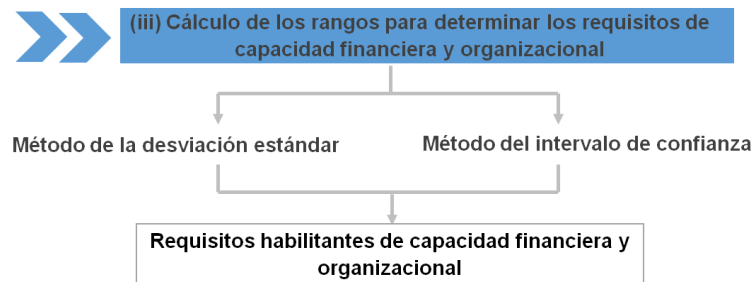 (iii) Cálculo de los rangos para determinar los requisitos de
capacidad financiera y organizacional
Método de la desviación estándar
Método del intervalo de confianza
Requisitos habilitantes de capacidad financiera y
organizacional